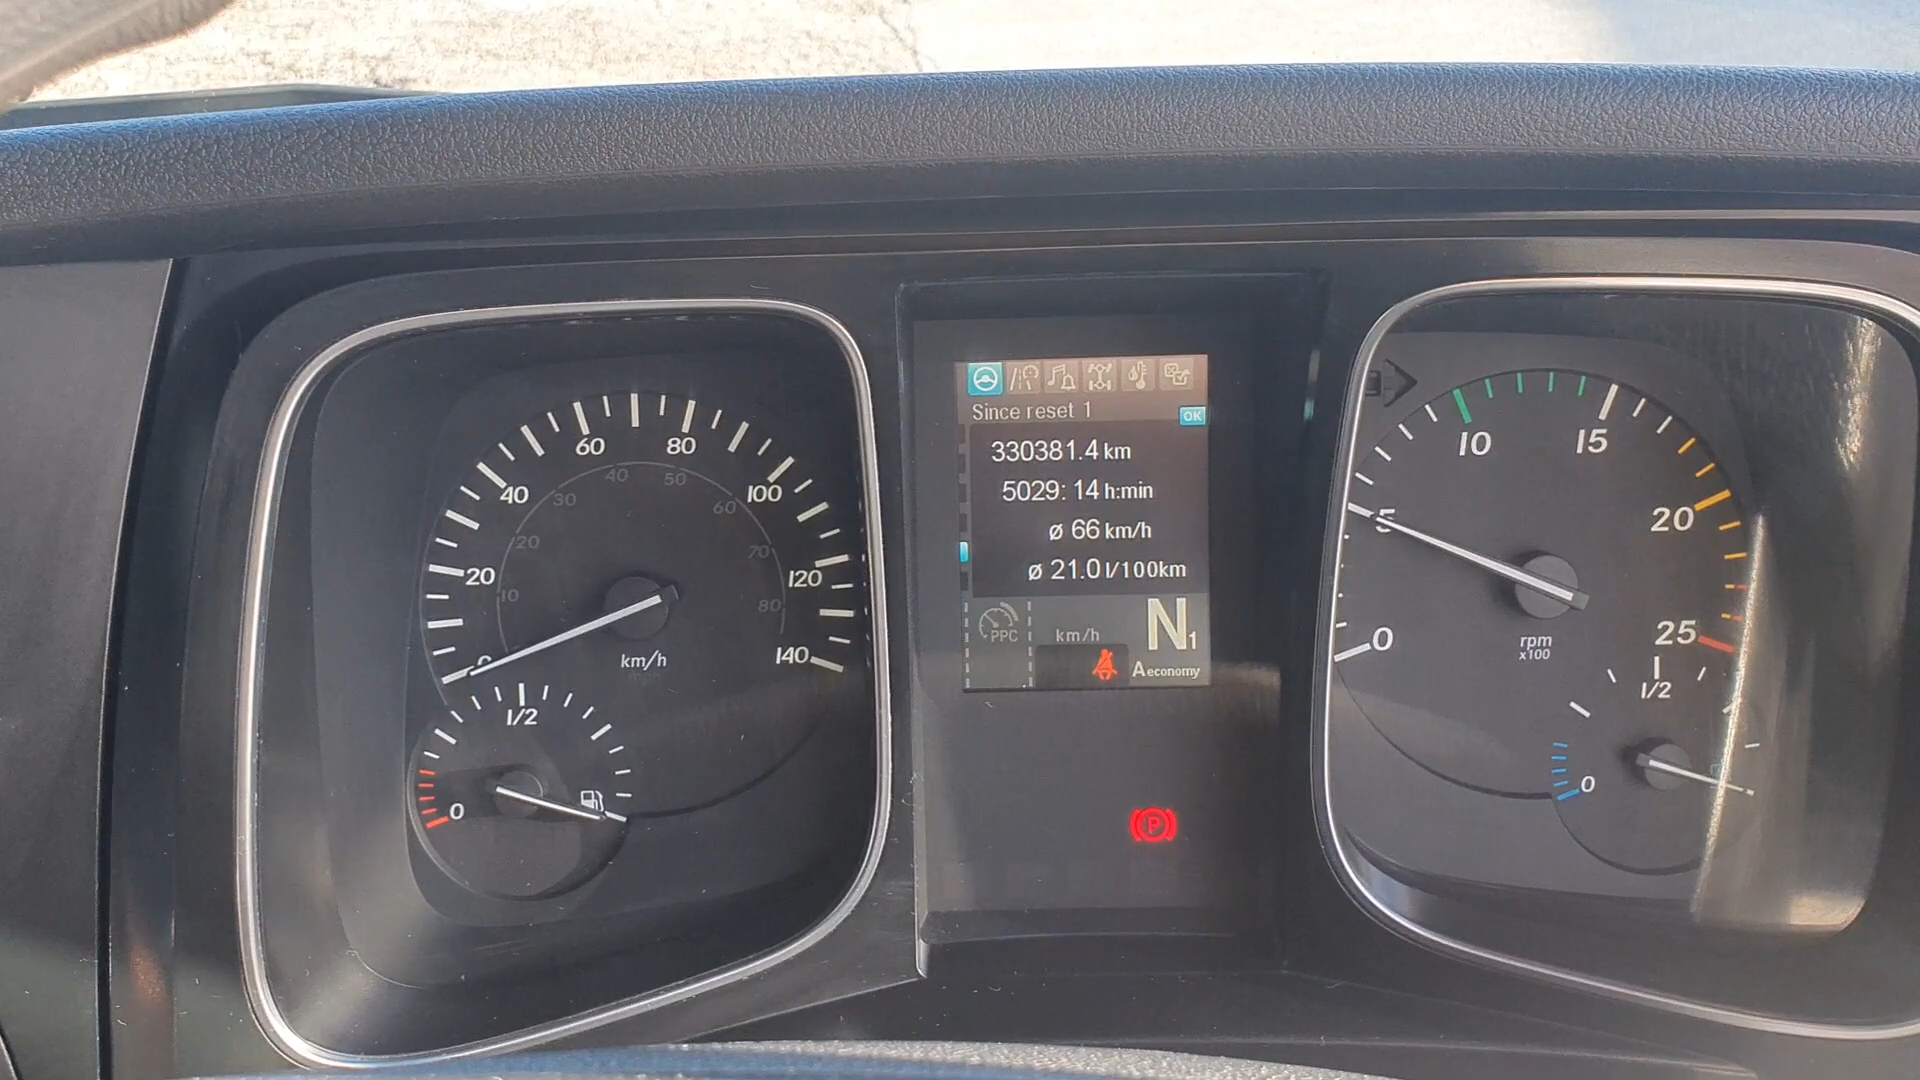 60 80
40 100
20 120
0 140
40 50
30 60
20 70
10 80
km/h
1/2
0
Since reset 1
OK
330381.4 km
5029: 14 h:min
ø 66 km/h
ø 21.0 l/100km
PPC
km/h
N1
A economy
P
10 15
5 20
0 25
rpm
x100
1/2
0